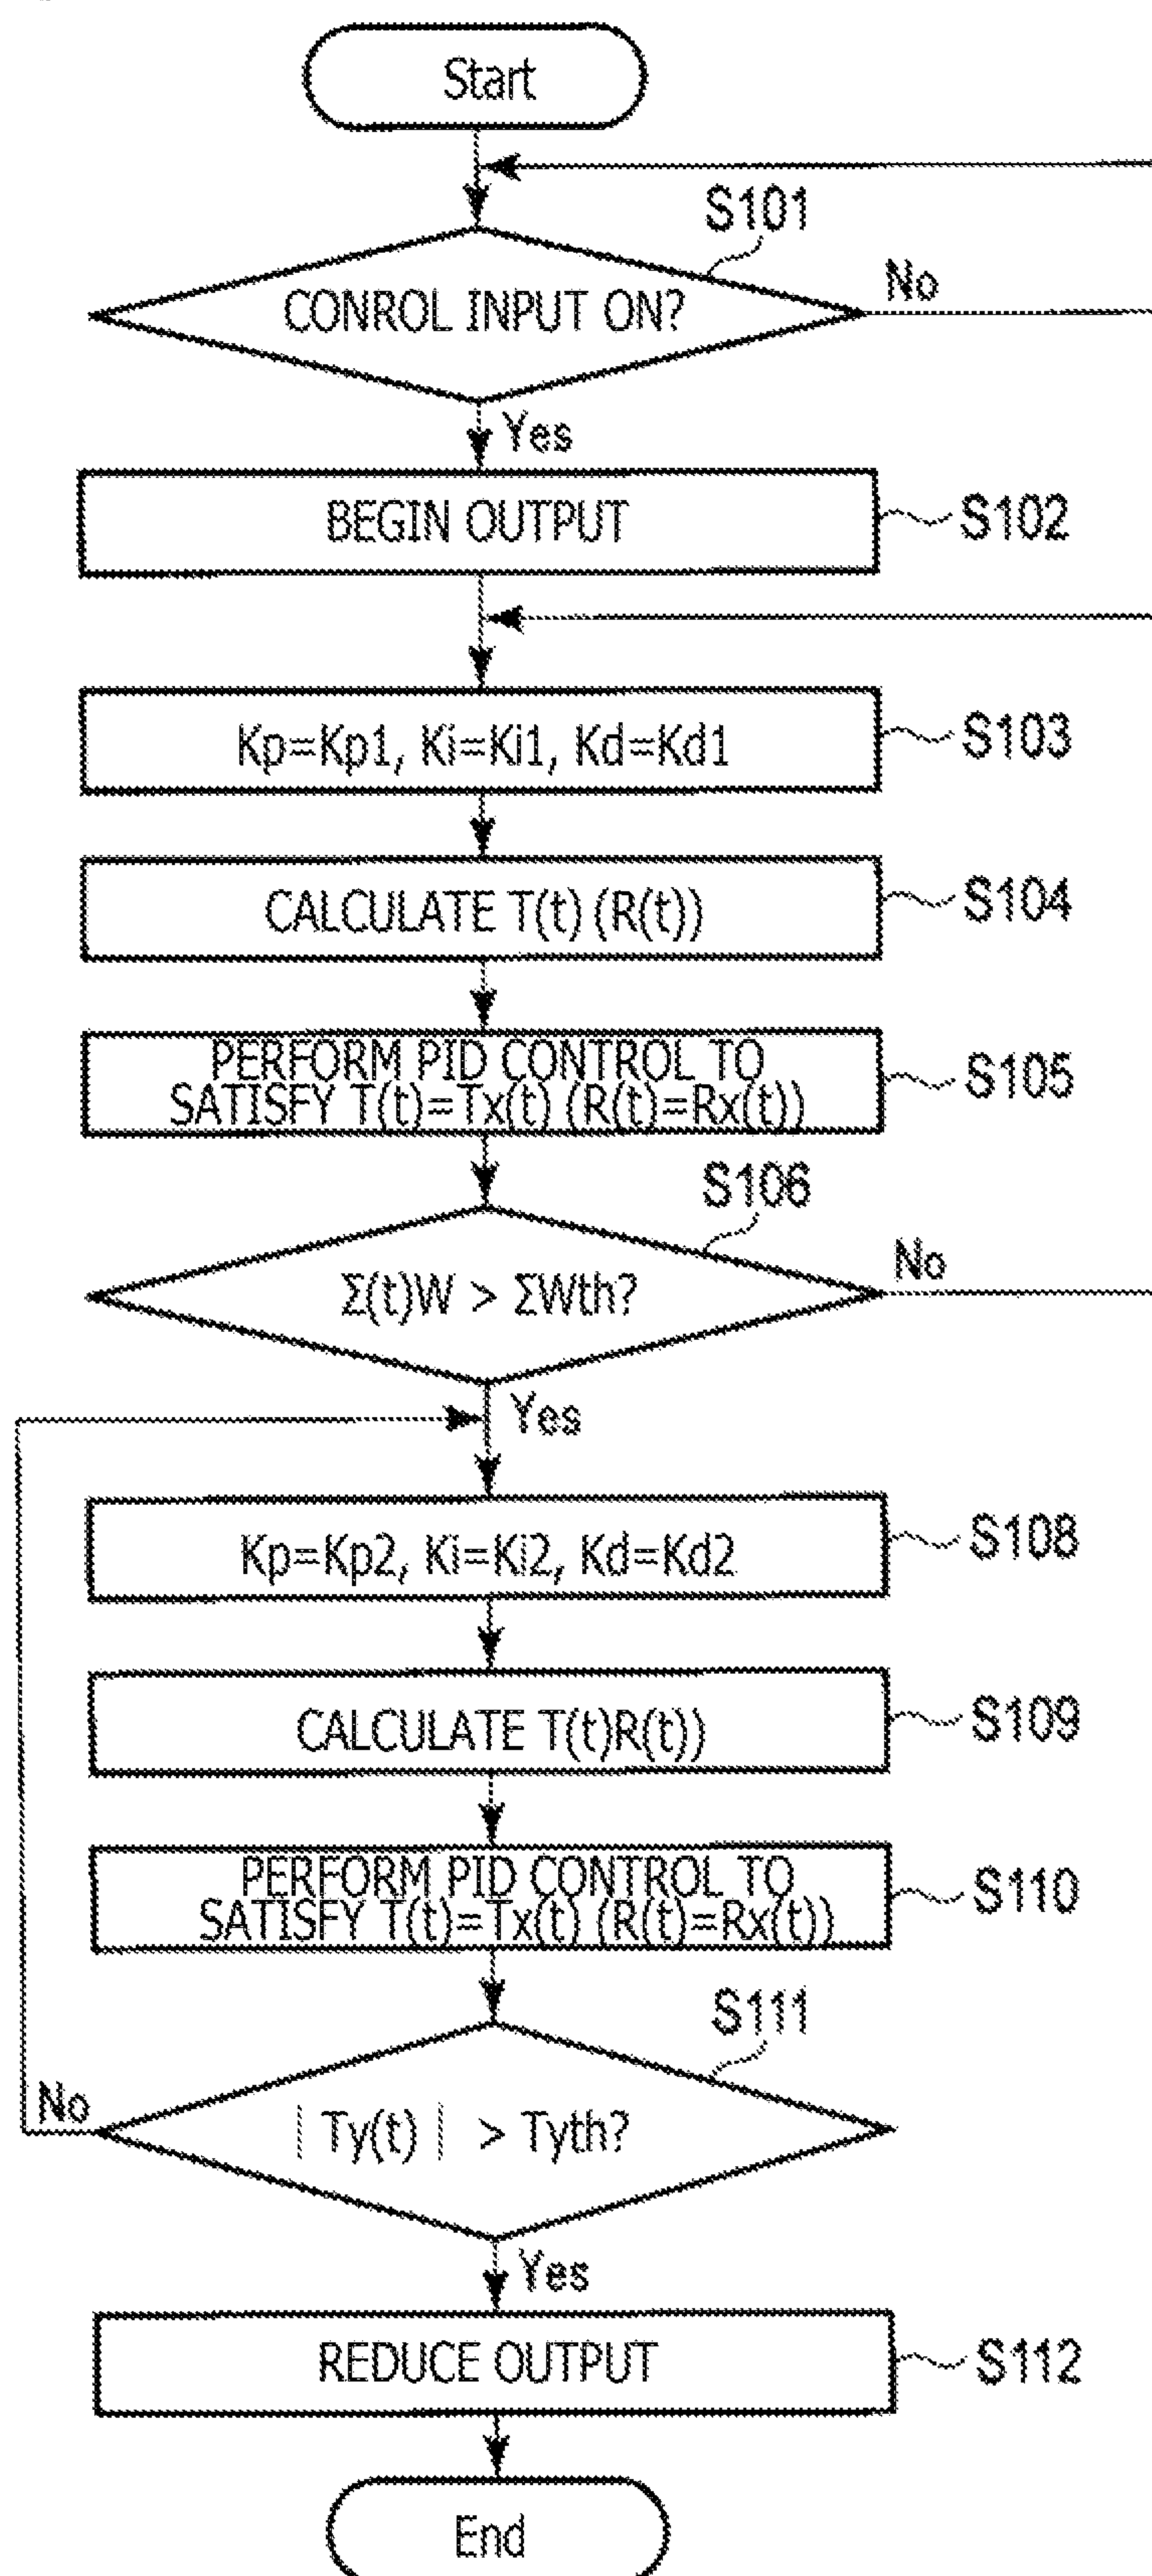 Start
S101
CONROL INPUT ON?
No
Yes
BEGIN OUTPUT
S102
Kp=Kp1, Ki=Ki1, Kd=Kd1
S103
CALCULATE T(t) (R(t))
S104
PERFORM PID CONTROL TO
SATISFY T(t)=Tx(t) (R(t)=Rx(t))
S105
S106
Σ(t)W > ΣWth?
No
Yes
Kp=Kp2, Ki=Ki2, Kd=Kd2
S108
CALCULATE T(t)R(t))
S109
PERFORM PID CONTROL TO
SATISFY T(t)=Tx(t) (R(t)=Rx(t))
S110
S111
No
| Ty(t) | > Tyth?
Yes
REDUCE OUTPUT
S112
End